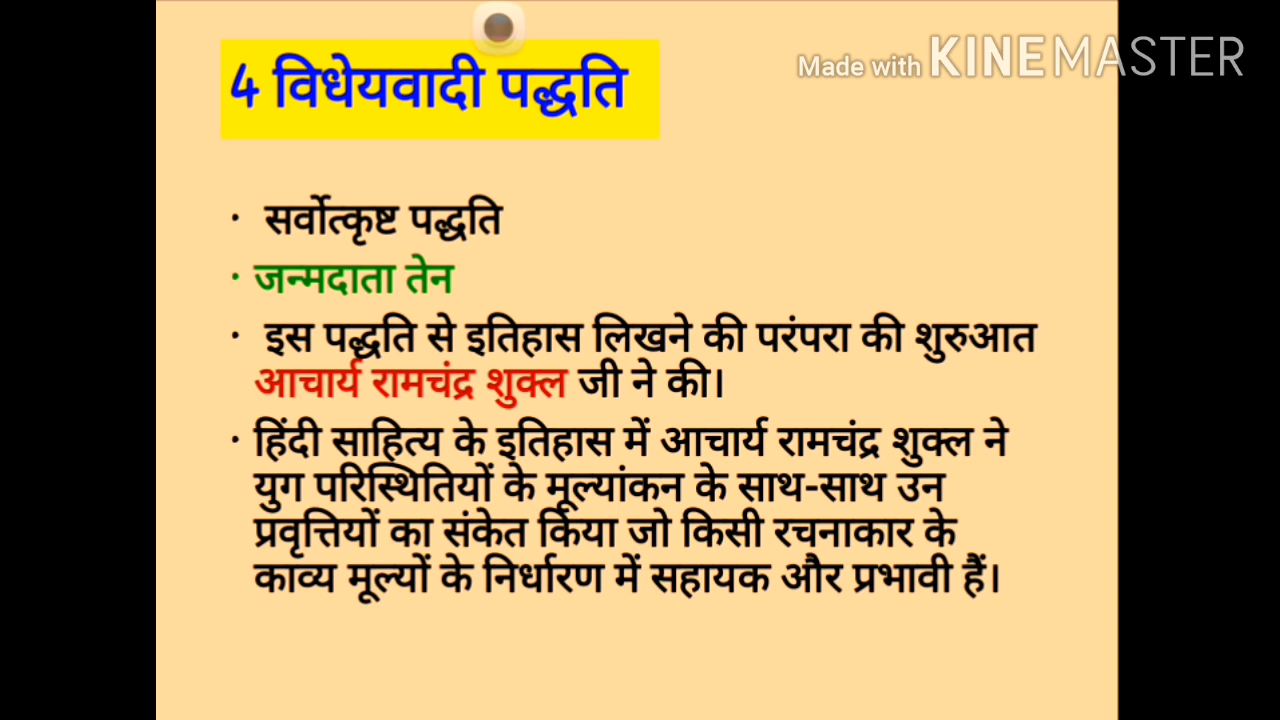 Made with KINEMASTER
4 विधेयवादी पद्धति
· सर्वोत्कृष्ट पद्धति
· जन्मदाता तेन
· इस पद्धति से इतिहास लिखने की परंपरा की शुरुआत
आचार्य रामचंद्र शुक्ल जी ने की।
· हिंदी साहित्य के इतिहास में आचार्य रामचंद्र शुक्ल ने
युग परिस्थितियों के मूल्यांकन के साथ-साथ उन
प्रवृत्तियों का संकेत किया जो किसी रचनाकार के
काव्य मूल्यों के निर्धारण में सहायक और प्रभावी हैं।